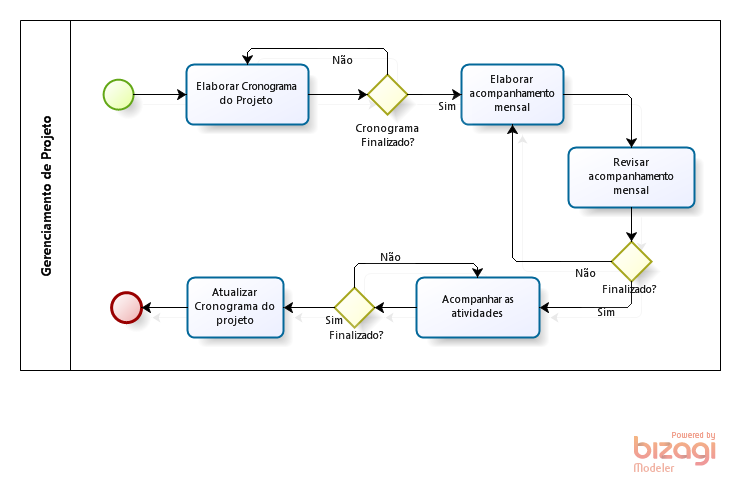 Gerenciamento de Projeto
Não
Elaborar Cronograma
do Projeto
Sim
Cronograma
Finalizado?
Elaborar
acompanhamento
mensal
Revisar
acompanhamento
mensal
Não
Finalizado?
Sim
Não
Acompanhar as
atividades
Sim
Finalizado?
Atualizar
Cronograma do
projeto
Powered by
bizagi
Modeler